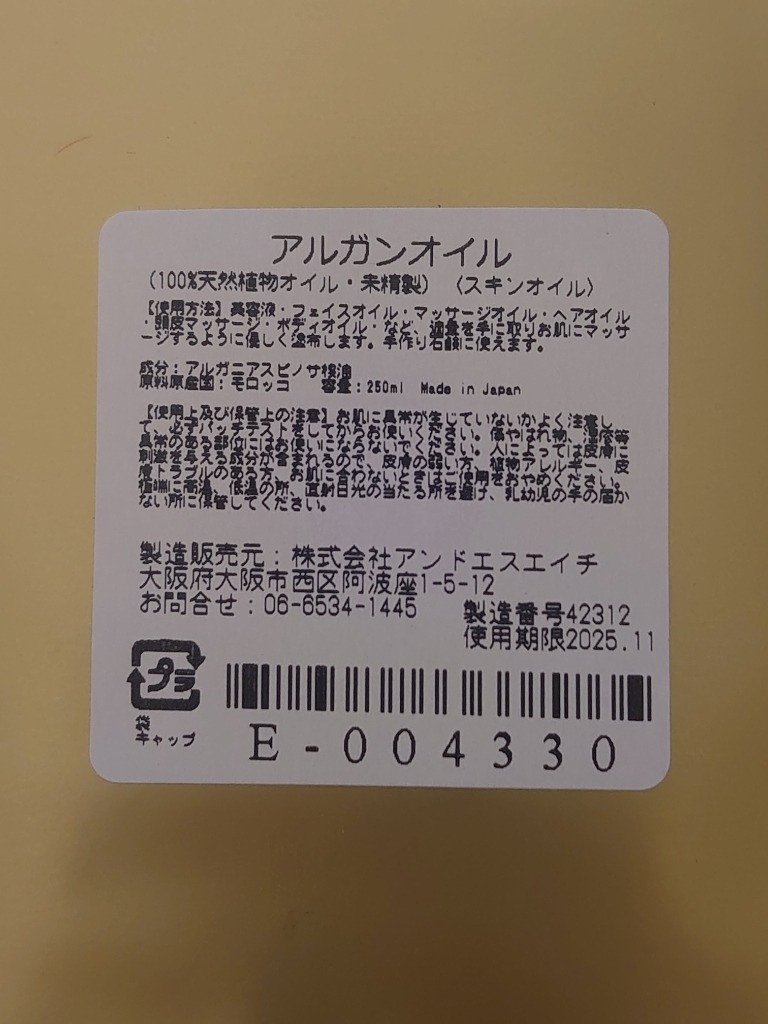 アルガンオイル
(100%天然植物オイル・未精製) 〈スキンオイル〉
【使用方法】美容液・フェイスオイル・マッサージオイル・ヘアオイル
・頭皮マッサージ・ボディオイル・など、適量を手に取りお肌にマッサ
ージするように優しく塗布します。手作り石鹸に使えます。
成分：アルガニアスピノサ核油
原料原産国：モロッコ 容量：250ml Made in Japan
【使用上及び保管上の注意】お肌に異常が生じていないかよく注意し
て、必ずパッチテストをしてからお使いください。傷やはれ物、湿疹等
異常のある部位にはお使いにならないでください。人によっては皮膚に
刺激を与える成分が含まれるので、皮膚の弱い方、植物アレルギー、皮
膚トラブルのある方、お肌に合わないときはご使用をおやめください。
極端に高温、低温の所、直射日光の当たる所を避け、乳幼児の手の届か
ない所に保管してください。
製造販売元：株式会社アンドエスエイチ
大阪府大阪市西区阿波座1-5-12
お問合せ：06-6534-1445
製造番号42312
使用期限2025.11
プラ
袋
キャップ
E-004330